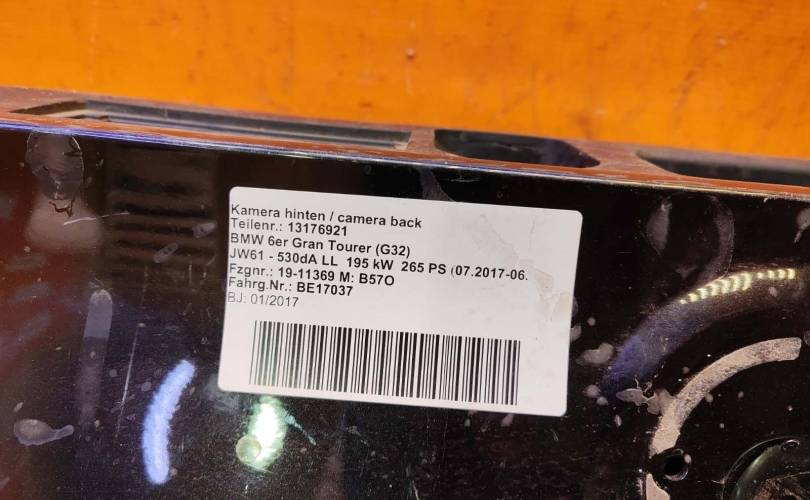 Kamera hinten / camera back
Teilenr.: 13176921
BMW 6er Gran Tourer (G32)
JW61 - 530dA LL 195 kW 265 PS (07.2017-06.
Fzgnr.: 19-11369 M: B57O
Fahrg.Nr.: BE17037
BJ: 01/2017